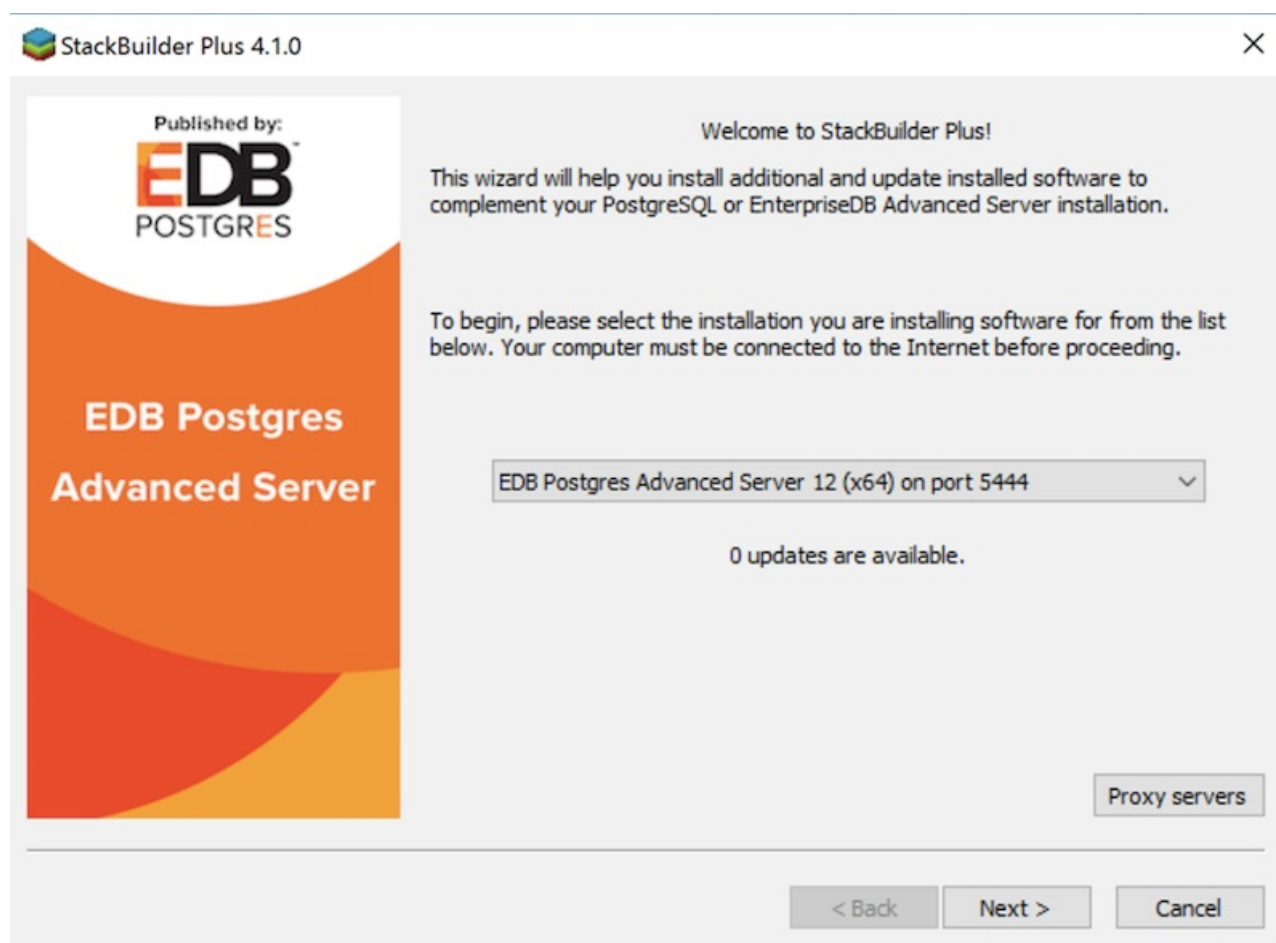 StackBuilder Plus 4.1.0
Published by:
EDB™
POSTGRES
EDB Postgres
Advanced Server
Welcome to StackBuilder Plus!
This wizard will help you install additional and update installed software to
complement your PostgreSQL or EnterpriseDB Advanced Server installation.
To begin, please select the installation you are installing software for from the list
below. Your computer must be connected to the Internet before proceeding.
EDB Postgres Advanced Server 12 (x64) on port 5444
0 updates are available.
Proxy servers
< Back
Next >
Cancel